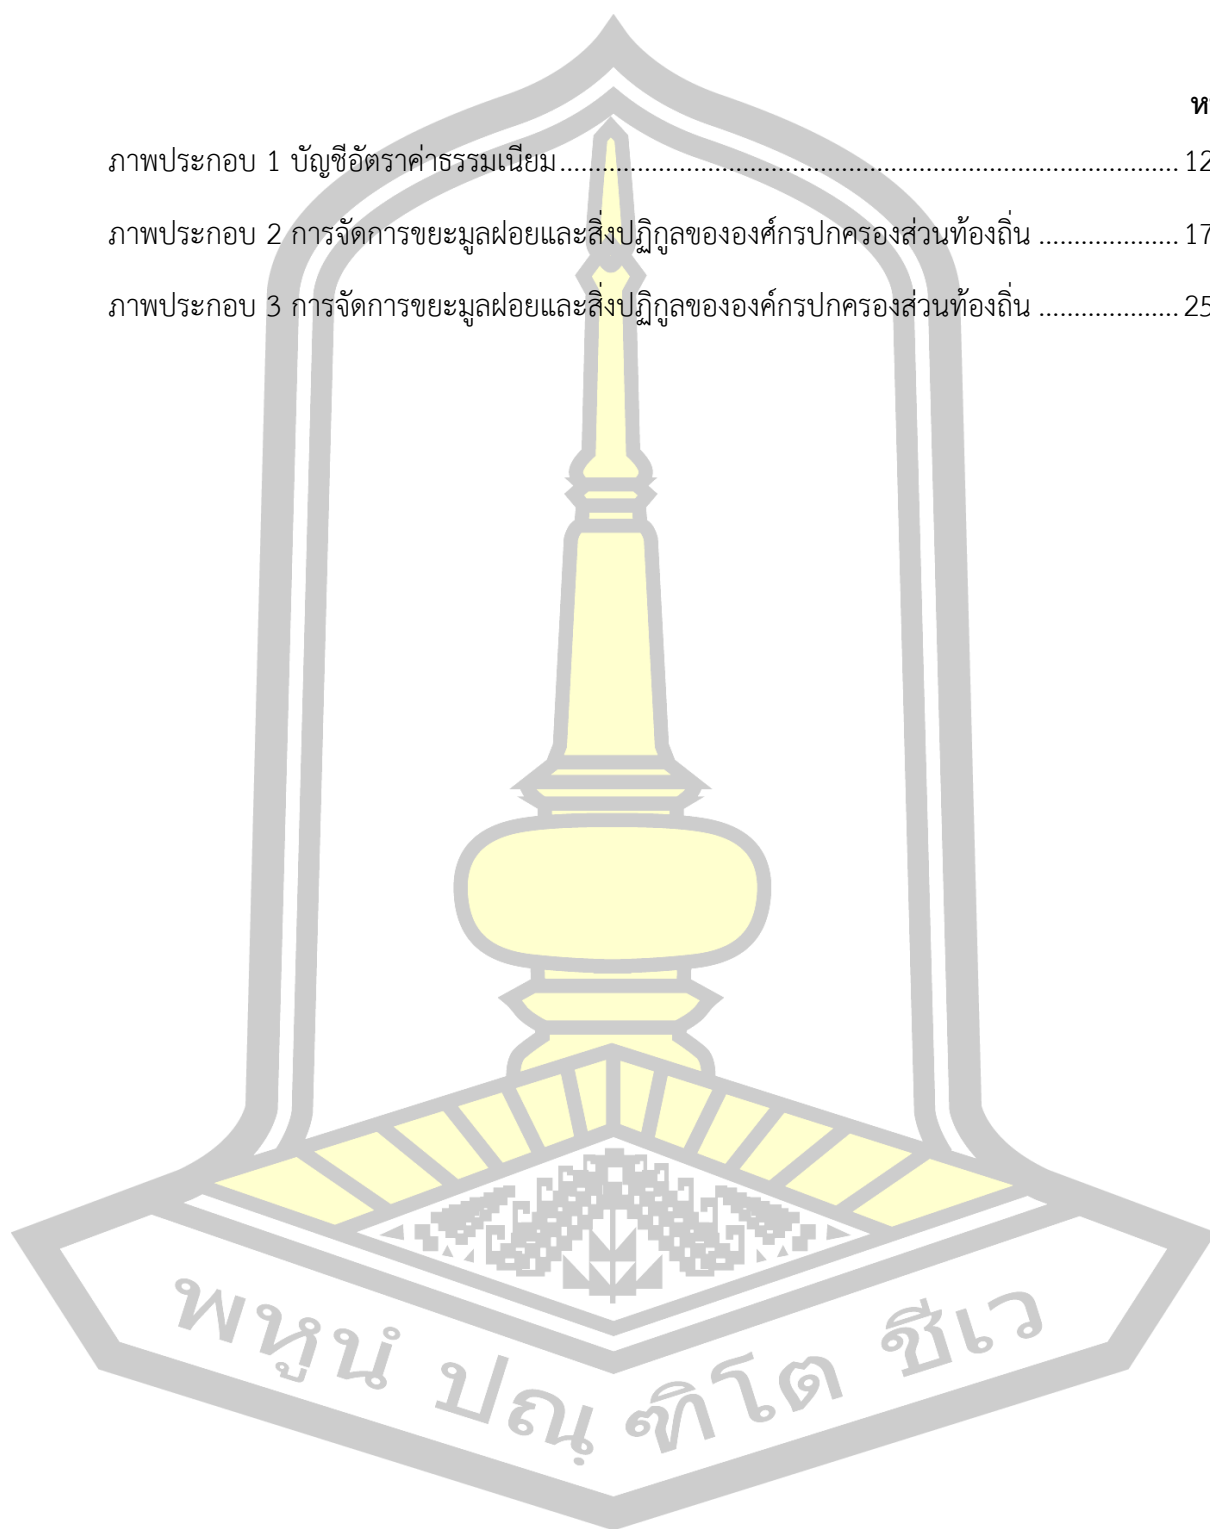 ภาพประกอบ 1 บัญชีอัตราค่าธรรมเนียม............................................................................................ 12
ภาพประกอบ 2 การจัดการขยะมูลฝอยและสิ่งปฏิกูลขององศ์กรปกครองส่วนท้องถิ่น ..................... 17
ภาพประกอบ 3 การจัดการขยะมูลฝอยและสิ่งปฏิกูลขององค์กรปกครองส่วนท้องถิ่น ..................... 25
พหูนํ ปณฺฑิโต ชีเว